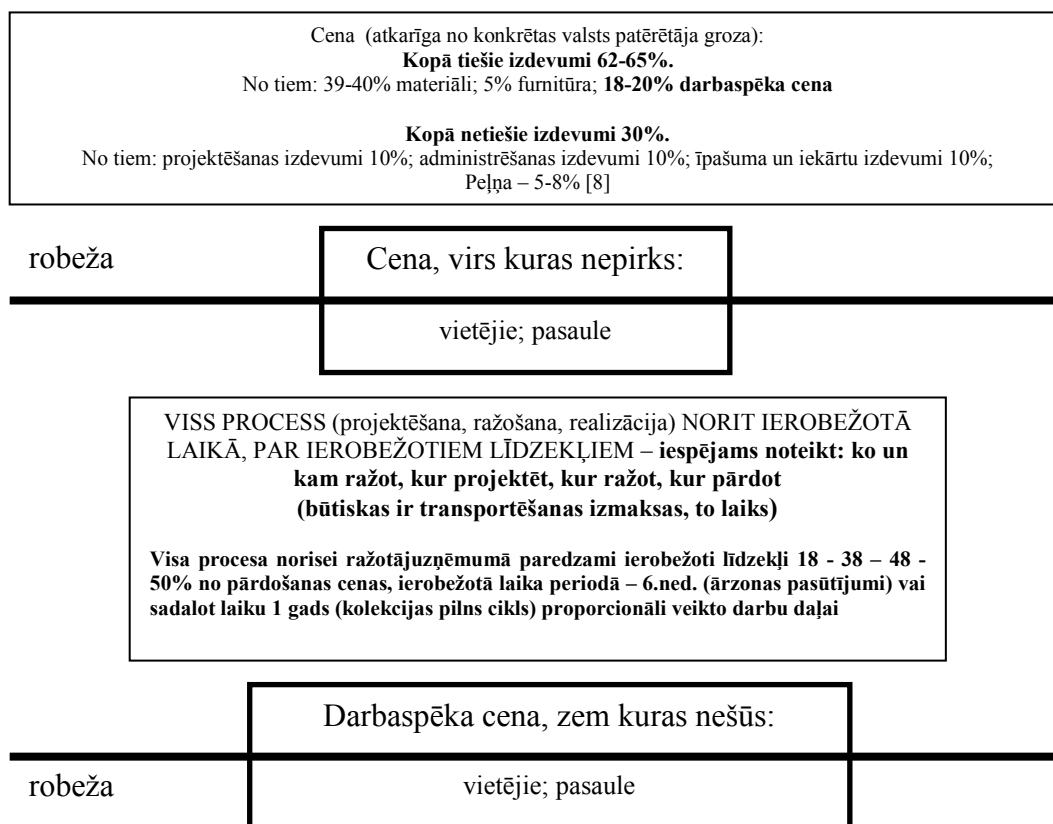 Cena (atkarīga no konkrētas valsts patērētāja groza):
Kopā tiešie izdevumi 62-65%.
No tiem: 39-40% materiāli; 5% furnitūra; 18-20% darbaspēka cena
Kopā netiešie izdevumi 30%.
No tiem: projektēšanas izdevumi 10%; administrēšanas izdevumi 10%; īpašuma un iekārtu izdevumi 10%;
Peļņa – 5-8% [8]
robeža
Cena, virs kuras nepirks:
vietējie; pasaule
VISS PROCESS (projektēšana, ražošana, realizācija) NORIT IEROBEŽOTĀ
LAIKĀ, PAR IEROBEŽOTIEM LĪDZEKĻIEM – iespējams noteikt: ko un
kam ražot, kur projektēt, kur ražot, kur pārdot
(būtiskas ir transportēšanas izmaksas, to laiks)
Visa procesa norisei ražotājuzņēmumā paredzami ierobežoti līdzekļi 18 - 38 – 48 -
50% no pārdošanas cenas, ierobežotā laika periodā – 6.ned. (ārzonas pasūtījumi) vai
sadalot laiku 1 gads (kolekcijas pilns cikls) proporcionāli veikto darbu daļai
Darbaspēka cena, zem kuras nešūs:
robeža
vietējie; pasaule